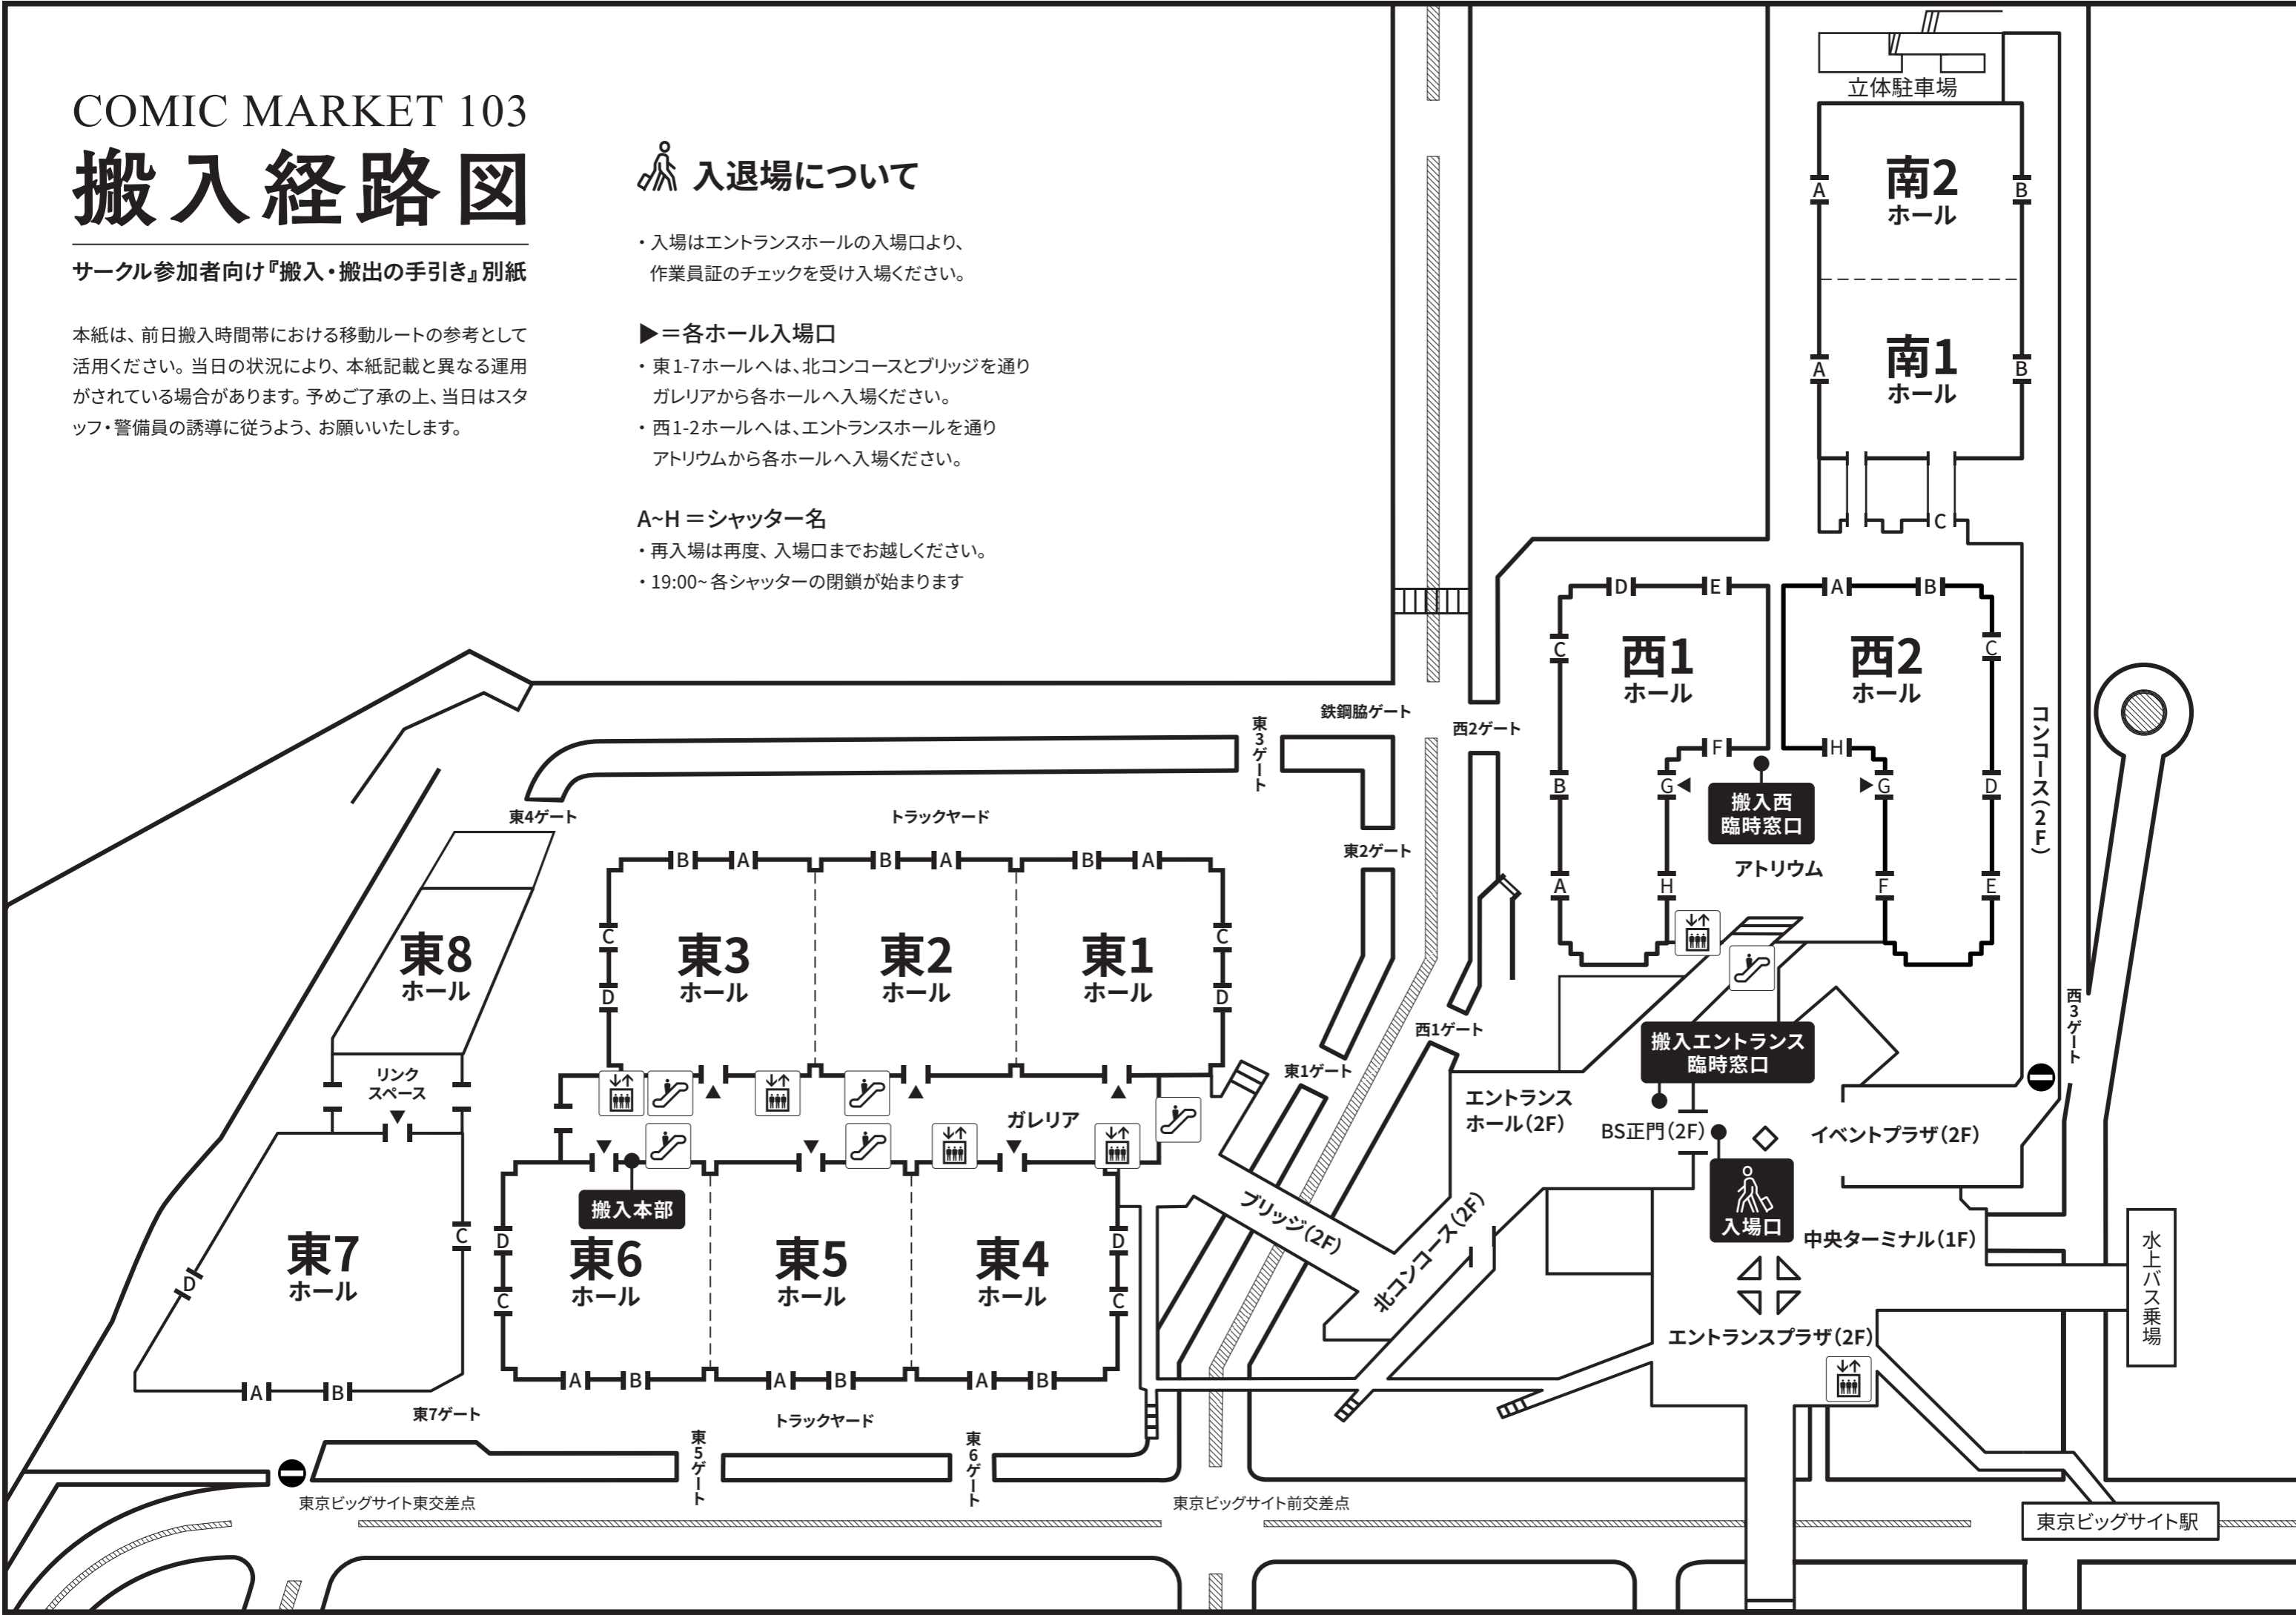 COMIC MARKET 103
搬入経路図
サークル参加者向け『搬入・搬出の手引き』別紙
本紙は、前日搬入時間帯における移動ルートの参考として
活用ください。当日の状況により、本紙記載と異なる運用
がされている場合があります。予めご了承の上、当日はスタ
ッフ・警備員の誘導に従うよう、お願いいたします。
入退場について
・入場はエントランスホールの入場口より、
作業員証のチェックを受け入場ください。
▶＝各ホール入場口
・東1-7ホールへは、北コンコースとブリッジを通り
ガレリアから各ホールへ入場ください。
・西1-2ホールへは、エントランスホールを通り
アトリウムから各ホールへ入場ください。
A~H＝シャッター名
・再入場は再度、入場口までお越しください。
・19:00~各シャッターの閉鎖が始まります
立体駐車場
南2
ホール
A
B
南1
ホール
A
B
C
D
E
A
B
C
西1
ホール
西2
ホール
C
コンコース（2F）
鉄鋼脇ゲート
東3ゲート
西2ゲート
F
H
B
G
G
D
搬入西
臨時窓口
アトリウム
A
H
F
E
東4ゲート
トラックヤード
東2ゲート
B
A
B
A
B
A
C
C
東8
ホール
東3
ホール
東2
ホール
東1
ホール
D
D
西1ゲート
西3ゲート
搬入エントランス
臨時窓口
リンク
スペース
東1ゲート
ガレリア
エントランス
ホール（2F）
BS正門（2F）
イベントプラザ（2F）
搬入本部
入場口
ブリッジ（2F）
北コンコース（2F）
中央ターミナル（1F）
水上バス乗場
東7
ホール
C
D
D
東6
ホール
東5
ホール
東4
ホール
D
C
C
エントランスプラザ（2F）
A
B
A
B
A
B
A
B
東7ゲート
トラックヤード
東5ゲート
東6ゲート
東京ビッグサイト東交差点
東京ビッグサイト前交差点
東京ビッグサイト駅